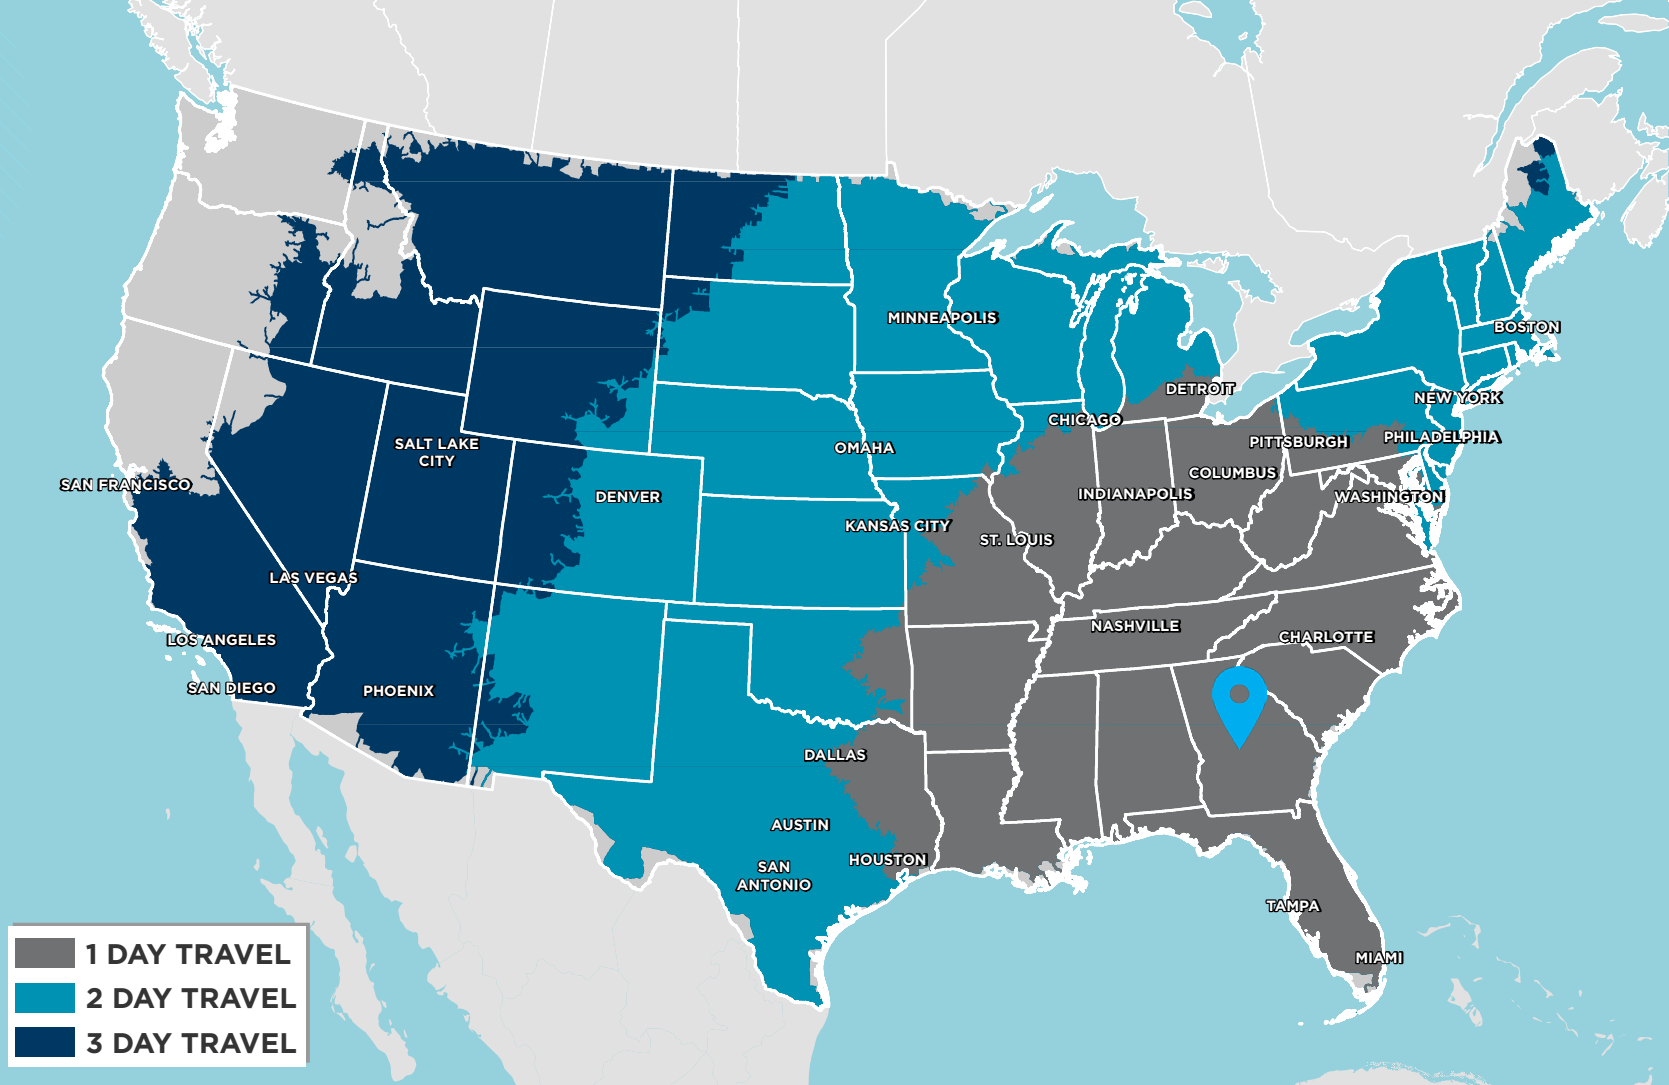 MINNEAPOLIS
BOSTON
DETROIT
NEW YORK
CHICAGO
PHILADELPHIA
PITTSBURGH
SALT LAKE
CITY
OMAHA
COLUMBUS
SAN FRANCISCO
DENVER
INDIANAPOLIS
WASHINGTON
KANSAS CITY
ST. LOUIS
LAS VEGAS
NASHVILLE
CHARLOTTE
LOS ANGELES
SAN DIEGO
PHOENIX
DALLAS
AUSTIN
HOUSTON
SAN
ANTONIO
TAMPA
MIAMI
1 DAY TRAVEL
2 DAY TRAVEL
3 DAY TRAVEL